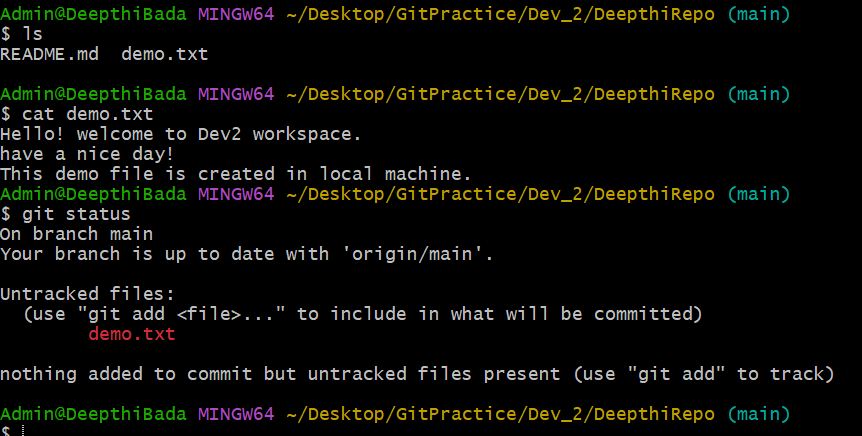 Admin@DeepthiBada MINGW64 ~/Desktop/GitPractice/Dev_2/DeepthiRepo (main)
$ ls
README.md  demo.txt

Admin@DeepthiBada MINGW64 ~/Desktop/GitPractice/Dev_2/DeepthiRepo (main)
$ cat demo.txt
Hello! welcome to Dev2 workspace.
have a nice day!
This demo file is created in local machine.
Admin@DeepthiBada MINGW64 ~/Desktop/GitPractice/Dev_2/DeepthiRepo (main)
$ git status
On branch main
Your branch is up to date with 'origin/main'.

Untracked files:
  (use "git add <file>..." to include in what will be committed)
        demo.txt

nothing added to commit but untracked files present (use "git add" to track)

Admin@DeepthiBada MINGW64 ~/Desktop/GitPractice/Dev_2/DeepthiRepo (main)
$